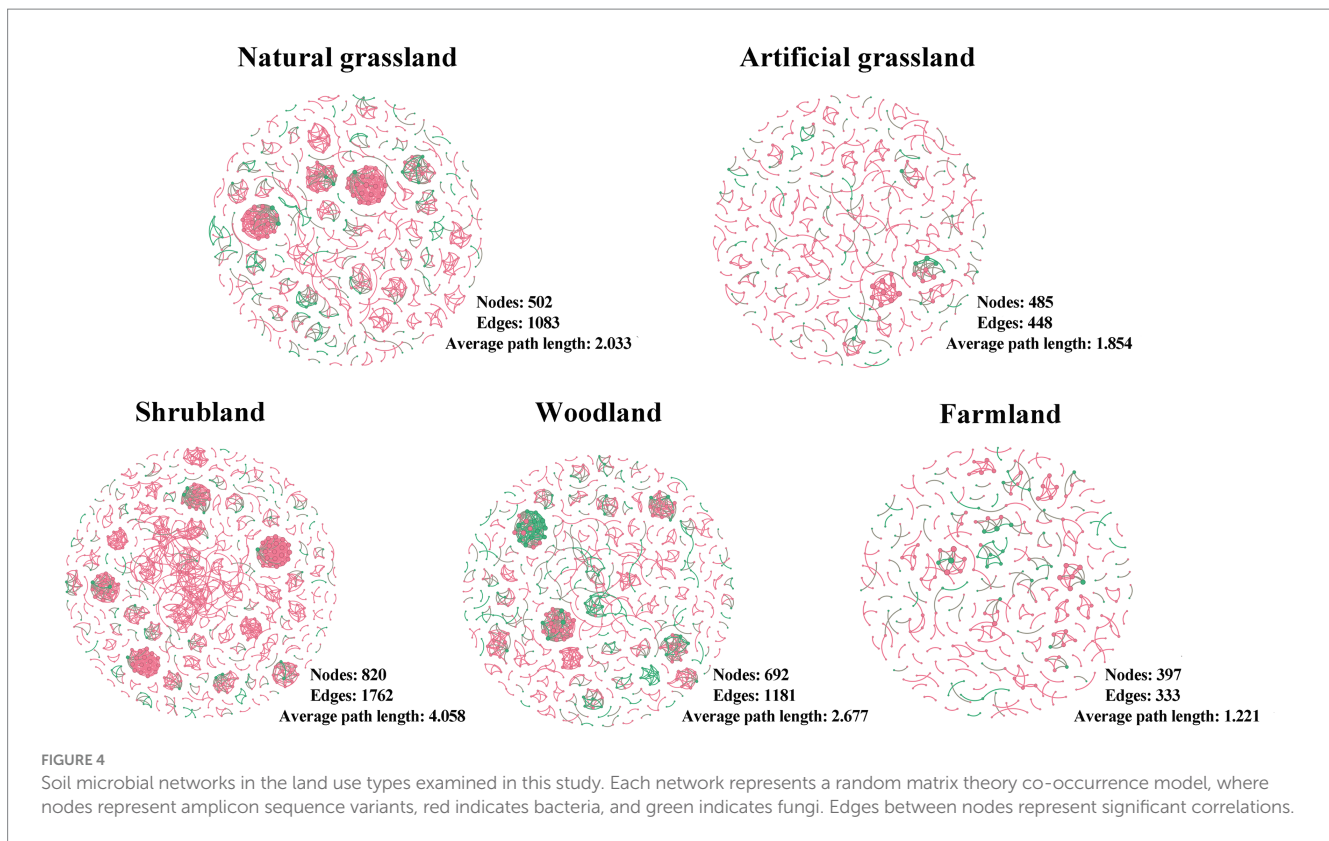 Natural grassland
Artificial grassland
Nodes: 502
Edges: 1083
Average path length: 2.033
Nodes: 485
Edges: 448
Average path length: 1.854
Shrubland
Woodland
Farmland
Nodes: 820
Edges: 1762
Average path length: 4.058
Nodes: 692
Edges: 1181
Average path length: 2.677
Nodes: 397
Edges: 333
Average path length: 1.221
FIGURE 4
Soil microbial networks in the land use types examined in this study. Each network represents a random matrix theory co-occurrence model, where
nodes represent amplicon sequence variants, red indicates bacteria, and green indicates fungi. Edges between nodes represent significant correlations.